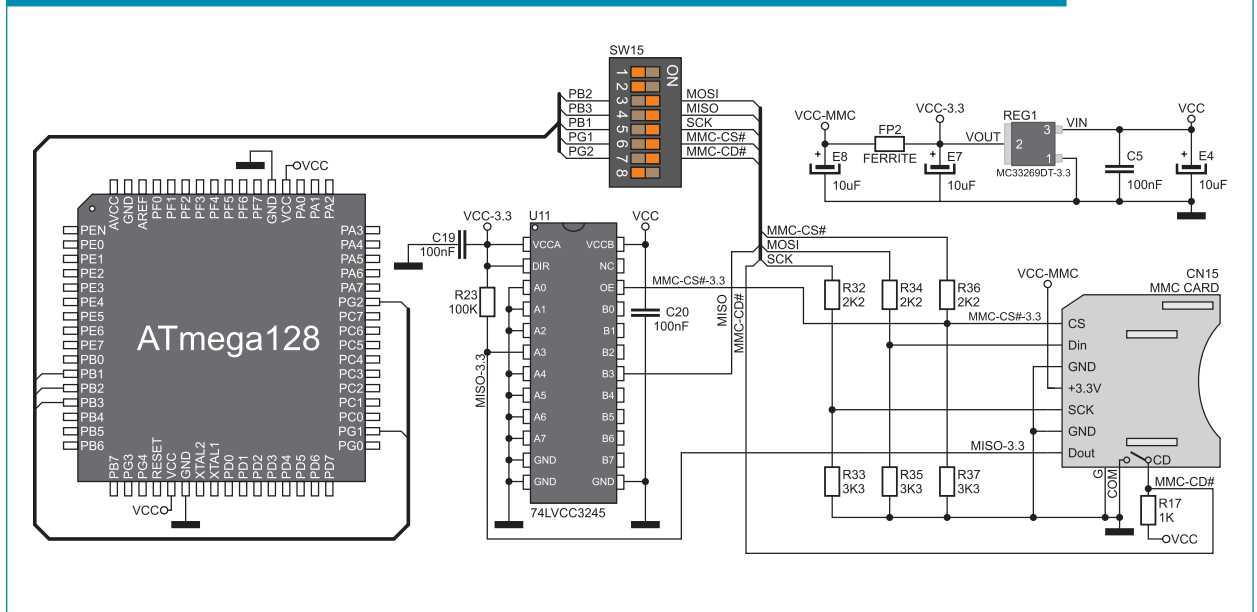 SW15
ON
1
2
3
4
5
6
7
8
PB2
PB3
PB1
PG1
PG2
MOSI
MISO
SCK
MMC-CS#
MMC-CD#
VCC-MMC
VCC-3.3
REG1
VCC
FP2
FERRITE
VOUT
VIN
3
2
1
MC33269DT-3.3
E8
10uF
E7
10uF
C5
100nF
E4
10uF
VCC
AVCC
GND
AREF
PF0
PF1
PF2
PF3
PF4
PF5
PF6
PF7
GND
VCC
PA0
PA1
PA2
PEN
PE0
PE1
PE2
PE3
PE4
PE5
PE6
PE7
PB0
PB1
PB2
PB3
PB4
PB5
PB6
ATmega128
PA3
PA4
PA5
PA6
PA7
PG2
PC7
PC6
PC5
PC4
PC3
PC2
PC1
PC0
PG1
PG0
PB7
PG3
PG4
RESET
VCC
GND
XTAL2
XTAL1
PD0
PD1
PD2
PD3
PD4
PD5
PD6
PD7
VCC
VCC-3.3
U11
VCC
C19
100nF
R23
100K
MISO-3.3
VCCA
DIR
A0
A1
A2
A3
A4
A5
A6
A7
GND
GND
VCCB
NC
OE
B0
B1
B2
B3
B4
B5
B6
B7
GND
74LVCC3245
C20
100nF
MMC-CS#-3.3
MISO
MMC-CD#
MMC-CS#
MOSI
SCK
R32
2K2
R34
2K2
R36
2K2
R33
3K3
R35
3K3
R37
3K3
VCC-MMC
CN15
MMC CARD
MMC-CS#-3.3
CS
Din
GND
+3.3V
SCK
GND
Dout
MISO-3.3
CD
G
COM
MMC-CD#
R17
1K
VCC